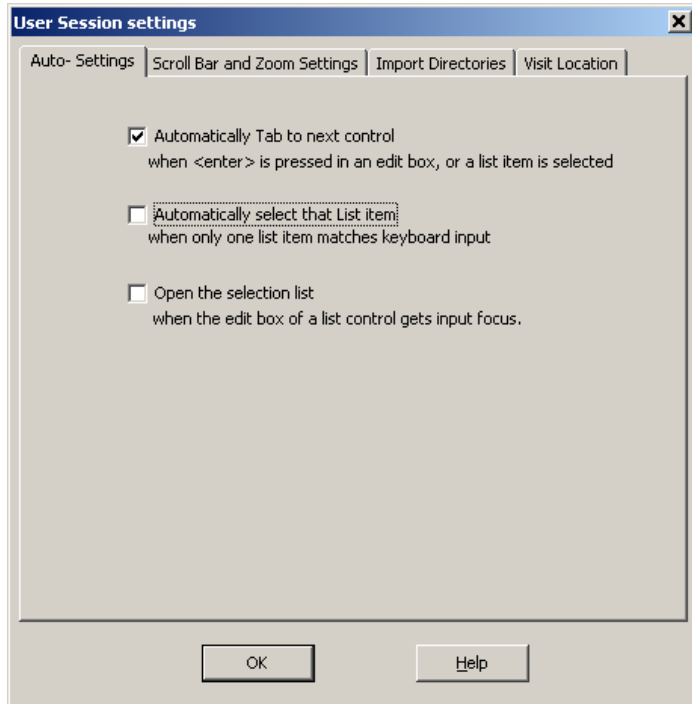 User Session settings
Auto- Settings
Scroll Bar and Zoom Settings
Import Directories
Visit Location
Automatically Tab to next control
when <enter> is pressed in an edit box, or a list item is selected
Automatically select that List item
when only one list item matches keyboard input
Open the selection list
when the edit box of a list control gets input focus.
OK
Help